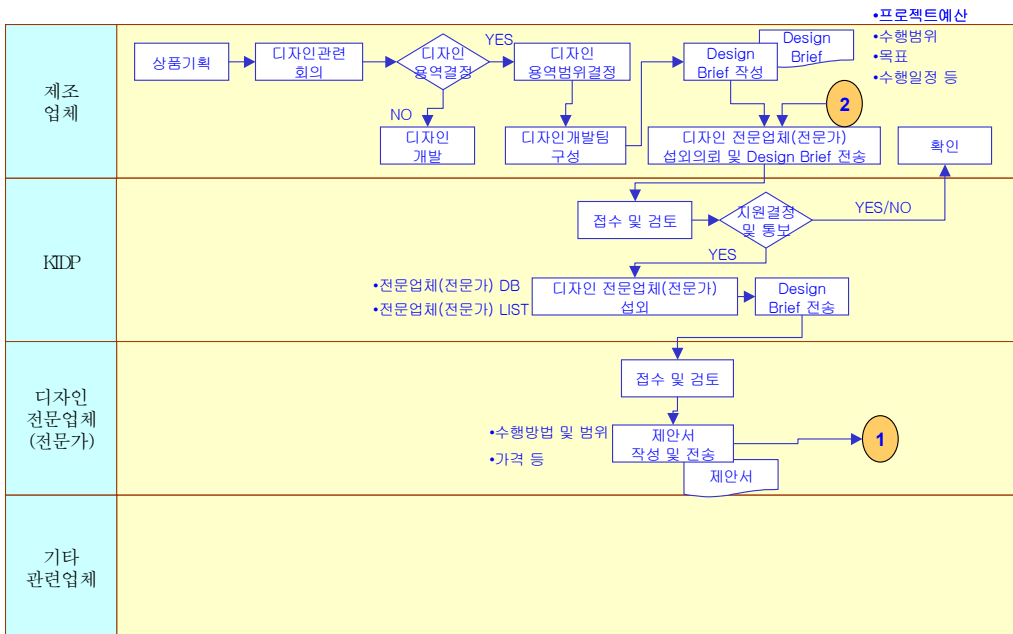 •프로젝트예산
•수행범위
•목표
•수행일정 등
제조
업체
상품기획
디자인관련
회의
디자인
용역결정
YES
NO
디자인
개발
디자인
용역범위결정
디자인개발팀
구성
Design
Brief 작성
Design
Brief
2
디자인 전문업체(전문가)
섭외의뢰 및 Design Brief 전송
확인
KIDP
접수 및 검토
지원결정
및 통보
YES/NO
YES
•전문업체(전문가) DB
•전문업체(전문가) LIST
디자인 전문업체(전문가)
섭외
Design
Brief 전송
디자인
전문업체
(전문가)
접수 및 검토
•수행방법 및 범위
•가격 등
제안서
작성 및 전송
제안서
1
기타
관련업체